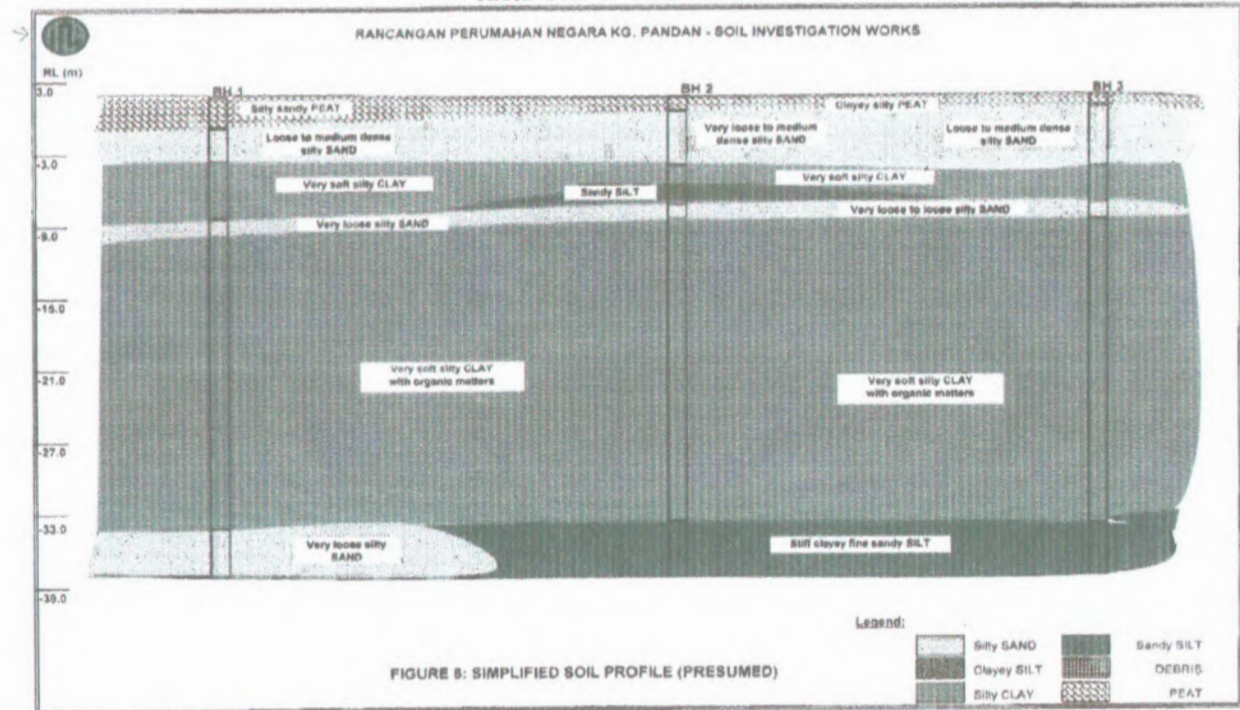 RANCANGAN PERUMAHAN NEGARA KG. PANDAN - SOIL INVESTIGATION WORKS
RL (m)
3.0
-3.0
-9.0
-15.0
-21.0
-27.0
-33.0
-39.0
BH 1
BH 2
BH 3
Silty sandy PEAT
Clayey silty PEAT
Loose to medium dense
silty SAND
Very loose to medium
dense silty SAND
Loose to medium dense
silty SAND
Very soft silty CLAY
Sandy SILT
Very soft silty CLAY
Very loose silty SAND
Very loose to loose silty SAND
Very soft silty CLAY
with organic matters
Very soft silty CLAY
with organic matters
Very loose silty
SAND
Stiff clayey fine sandy SILT
Legend:
Silty SAND
Sandy SILT
Clayey SILT
DEBRIS
Silty CLAY
PEAT
FIGURE 5: SIMPLIFIED SOIL PROFILE (PRESUMED)